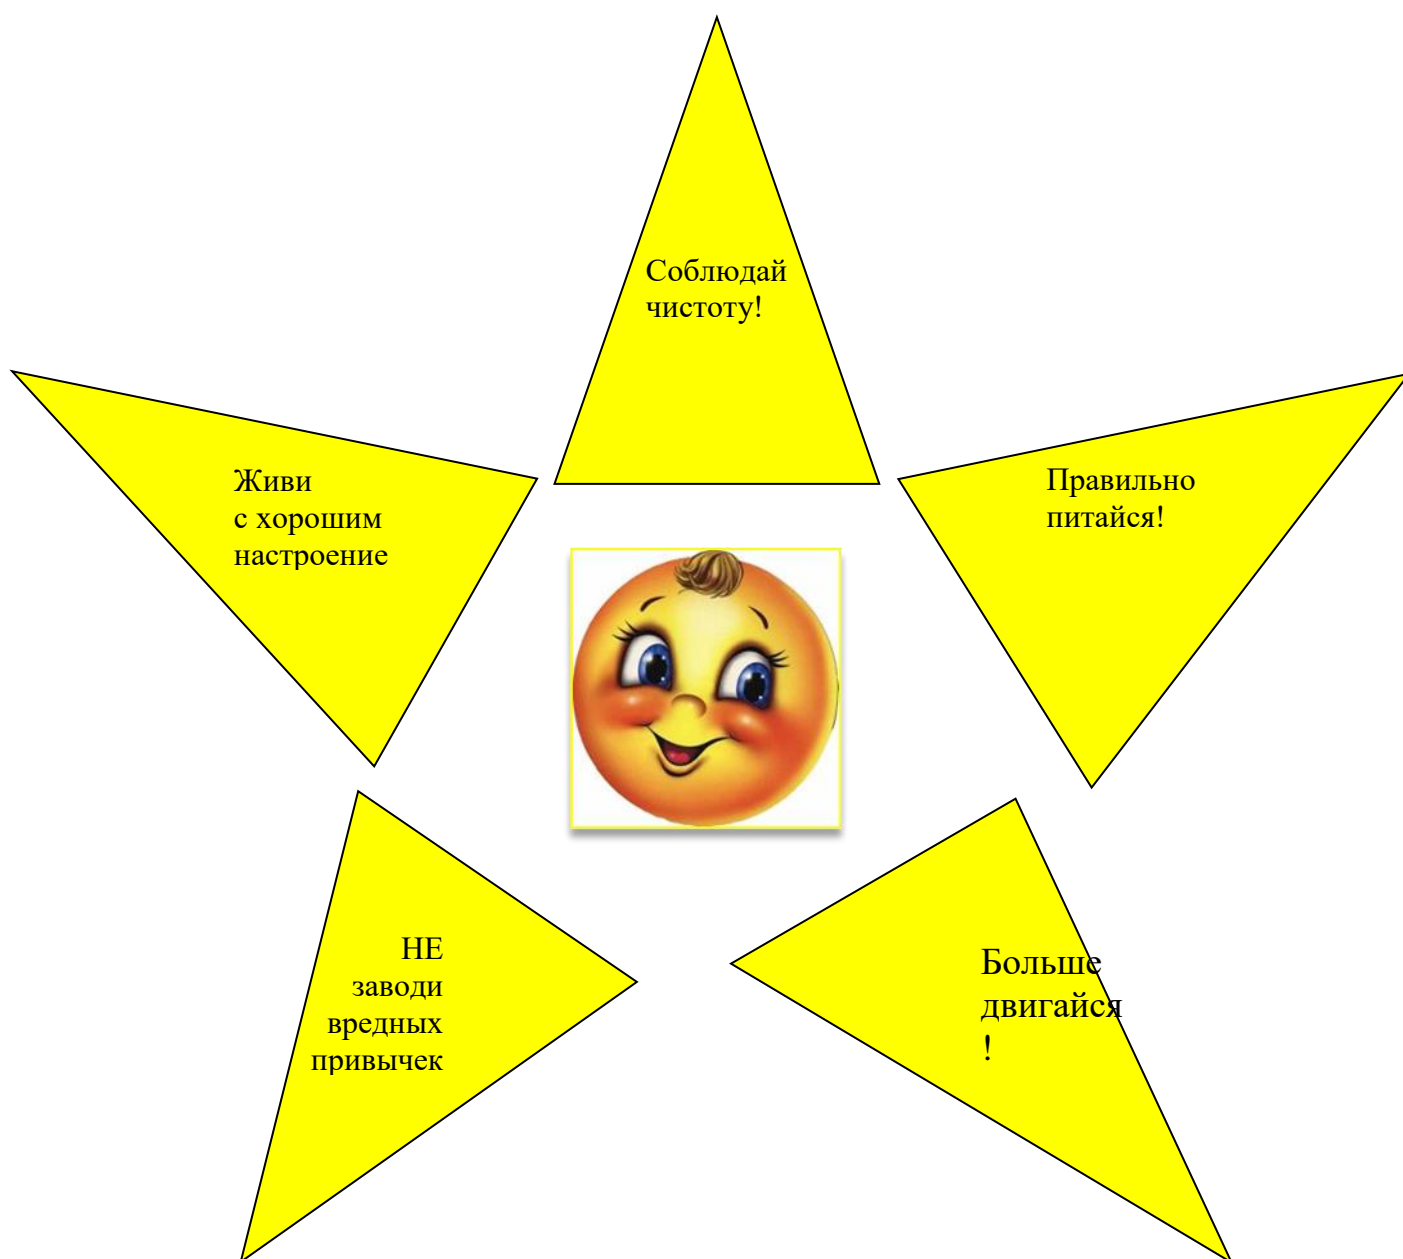 Соблюдай
чистоту!
Живи
с хорошим
настроение
Правильно
питайся!
НЕ
заводи
вредных
привычек
Больше
двигайся
!